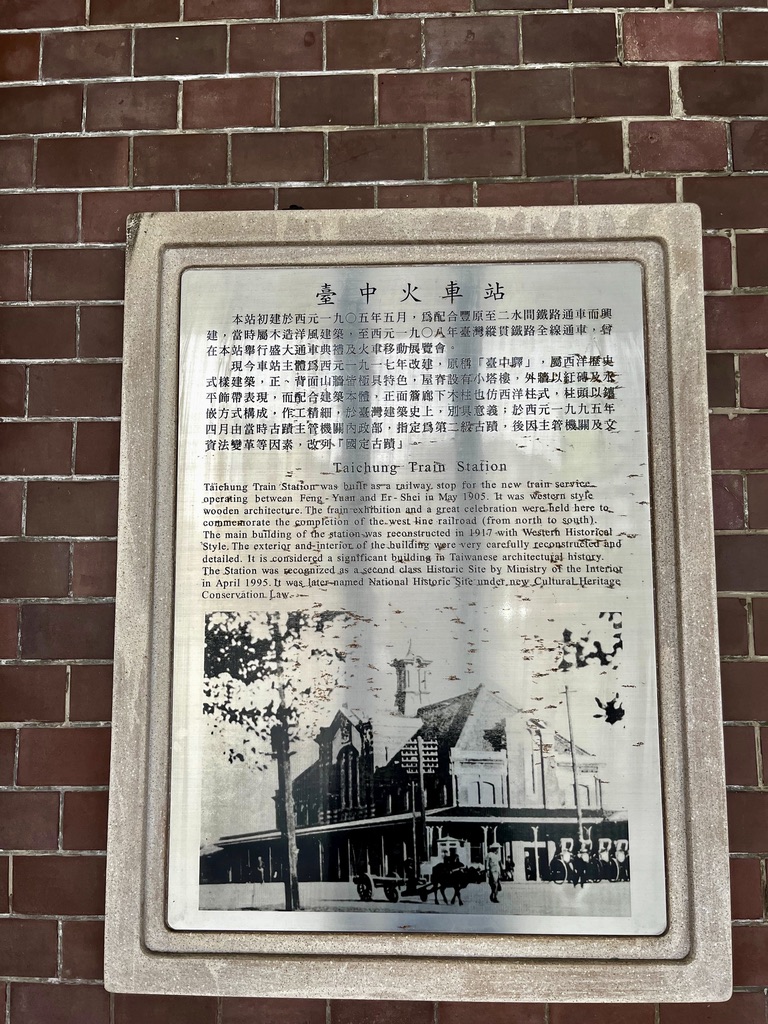 臺中火車站
本站初建於西元一九〇五年五月，爲配合豐原至二水間鐵路通車而興
建，當時屬木造洋風建築，至西元一九〇八年臺灣縱貫鐵路全線通車，曾
在本站舉行盛大通車典禮及火車移動展覽會。
現今車站主體爲西元一九一七年改建，原稱「臺中驛」，屬西洋歷史
式樣建築，正、背面山牆皆極具特色，屋脊設有小塔樓，外牆以紅磚及水
平飾帶表現，而配合建築本體，正面簷廊下木柱也仿西洋柱式，柱頭以鑲
嵌方式構成，作工精細，於臺灣建築史上，別具意義，於西元一九九五年
四月由當時古蹟主管機關內政部，指定爲第二級古蹟，後因主管機關及文
資法變革等因素，改列「國定古蹟」。
Taichung Train Station
Taichung Train Station was built as a railway stop for the new train service
operating between Feng-Yuan and Er-Shei in May 1905. It was western style
wooden architecture. The train exhibition and a great celebration were held here to
commemorate the completion of the west line railroad (from north to south).
The main building of the station was reconstructed in 1917 with Western Historical
Style. The exterior and interior of the building were very carefully reconstructed and
detailed. It is considered a significant building in Taiwanese architectural history.
The Station was recognized as a second class Historic Site by Ministry of the Interior
in April 1995. It was later named National Historic Site under new Cultural Heritage
Conservation Law.